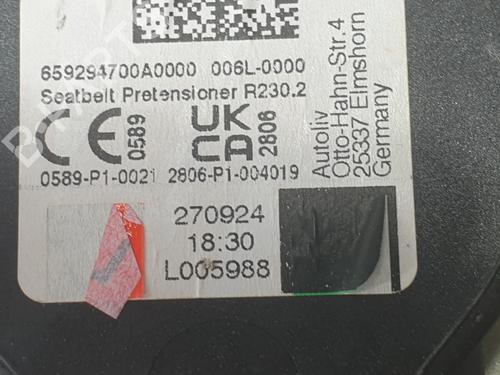 659294700A0000 006L-0000
Seatbelt Pretensioner R230.2
CE 0589
UK CA 2806
0589-P1-0021 2806-P1-004019
270924
18:30
L005988
Autoliv
Otto-Hahn-Str.4
25337 Elmshorn
Germany